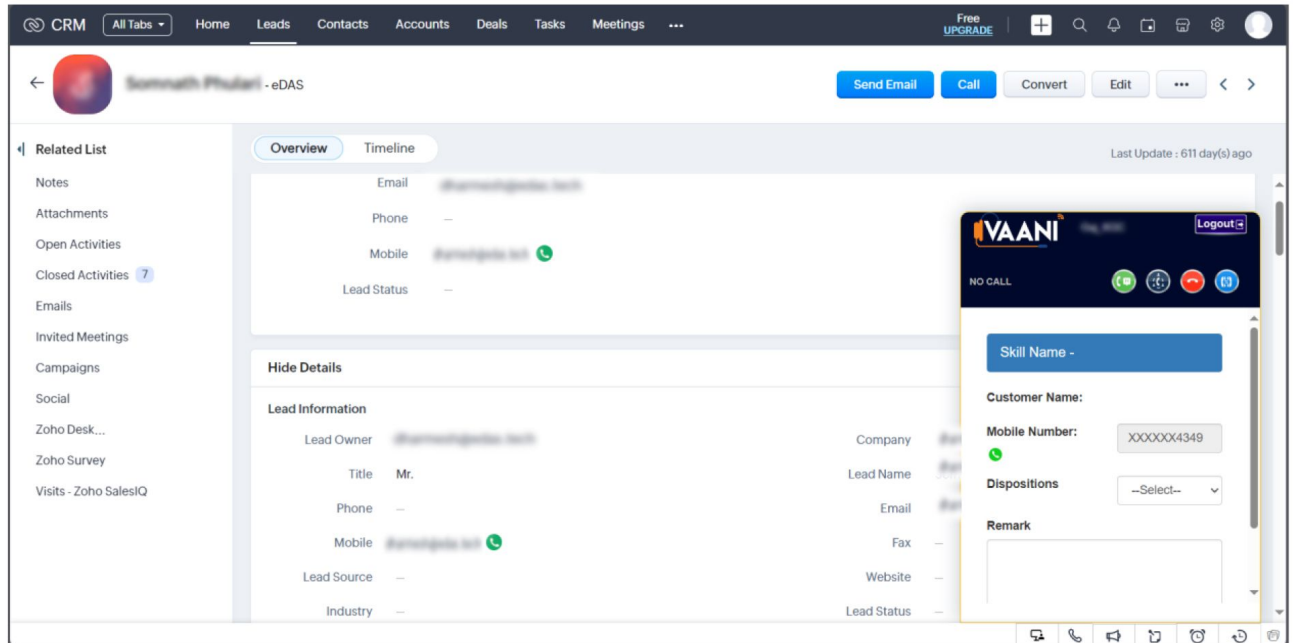 CRM All Tabs Home Leads Contacts Accounts Deals Tasks Meetings ••• Free UPGRADE
- eDAS Send Email Call Convert Edit •••
Related List
Notes
Attachments
Open Activities
Closed Activities 7
Emails
Invited Meetings
Campaigns
Social
Zoho Desk...
Zoho Survey
Visits - Zoho SalesIQ
Overview Timeline Last Update : 611 day(s) ago
Email
Phone —
Mobile
Lead Status —
Hide Details
Lead Information
Lead Owner
Company
Title Mr.
Lead Name
Phone —
Email
Mobile
Fax —
Lead Source —
Website —
Industry —
Lead Status —
VAANI Logout
NO CALL
Skill Name -
Customer Name:
Mobile Number: XXXXXX4349
Dispositions --Select--
Remark